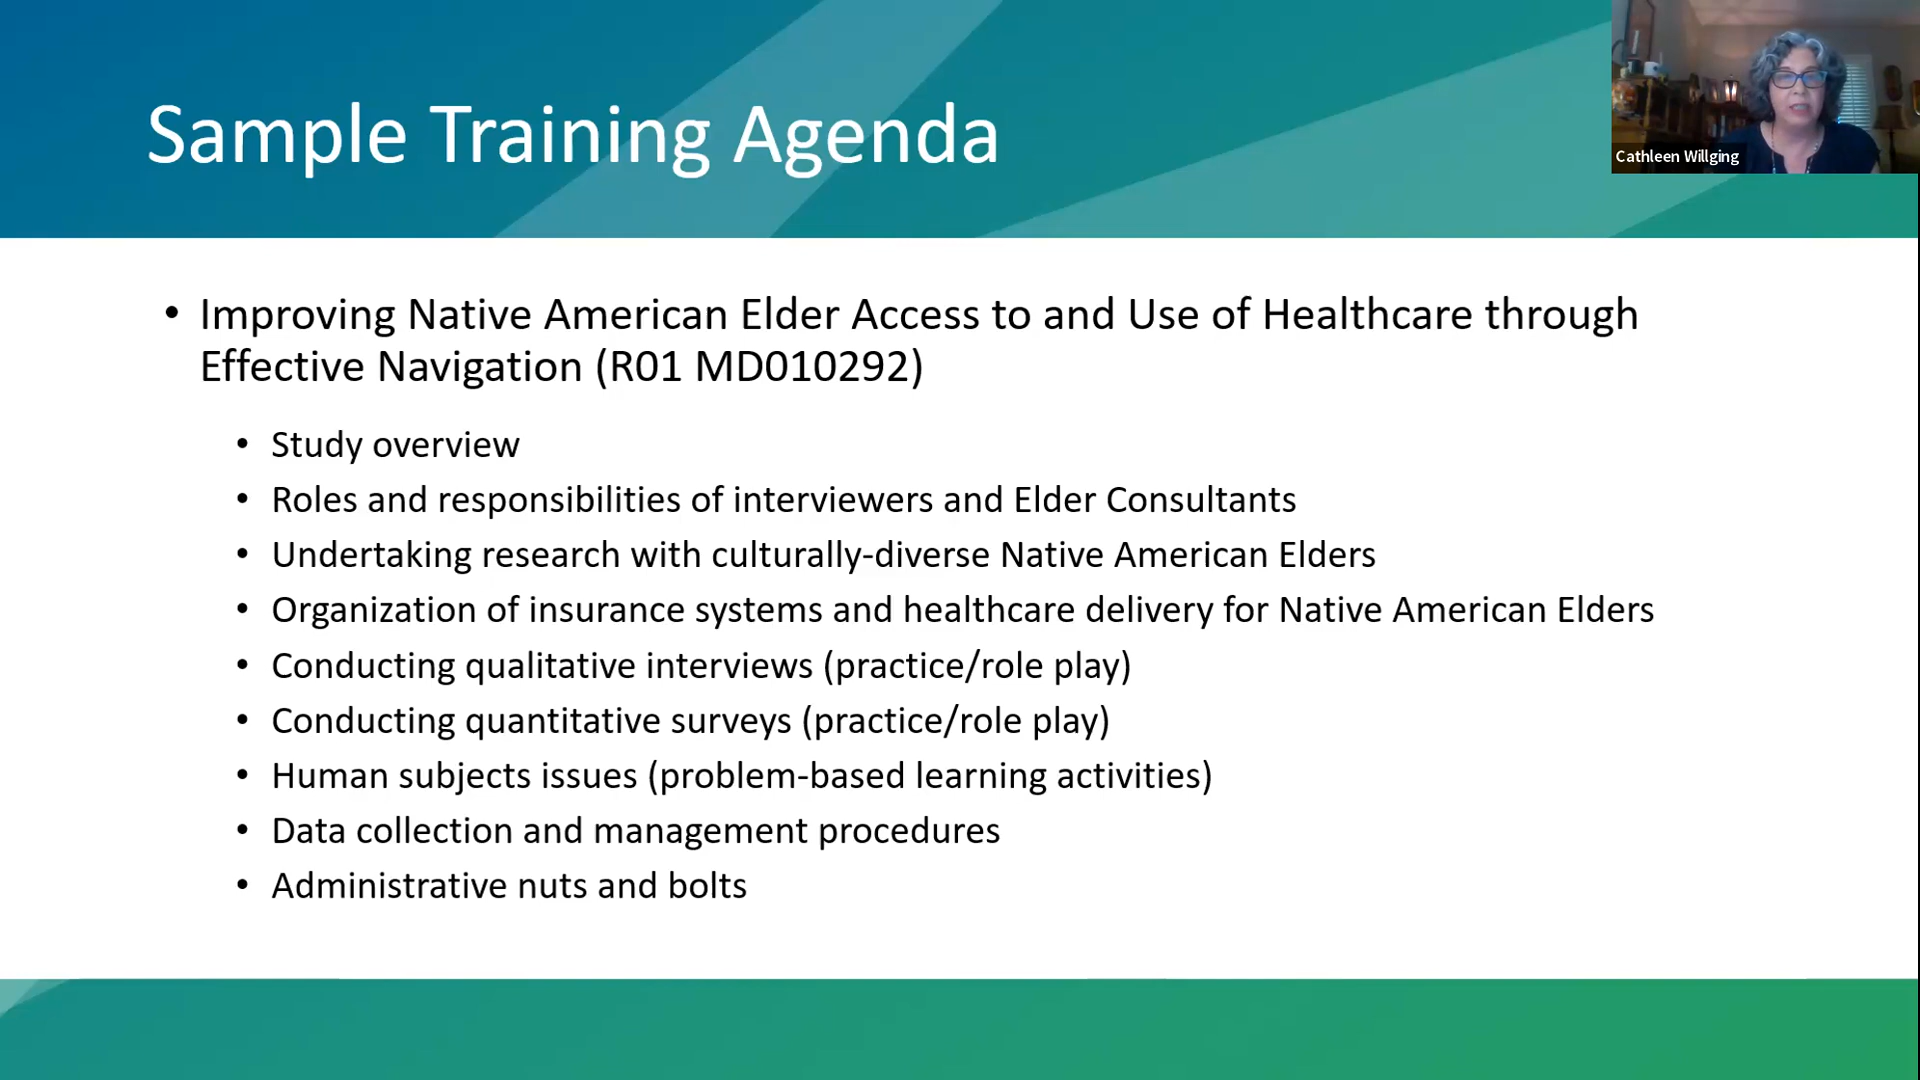 Sample Training Agenda
Cathleen Willging
• Improving Native American Elder Access to and Use of Healthcare through
Effective Navigation (R01 MD010292)
• Study overview
• Roles and responsibilities of interviewers and Elder Consultants
• Undertaking research with culturally-diverse Native American Elders
• Organization of insurance systems and healthcare delivery for Native American Elders
• Conducting qualitative interviews (practice/role play)
• Conducting quantitative surveys (practice/role play)
• Human subjects issues (problem-based learning activities)
• Data collection and management procedures
• Administrative nuts and bolts